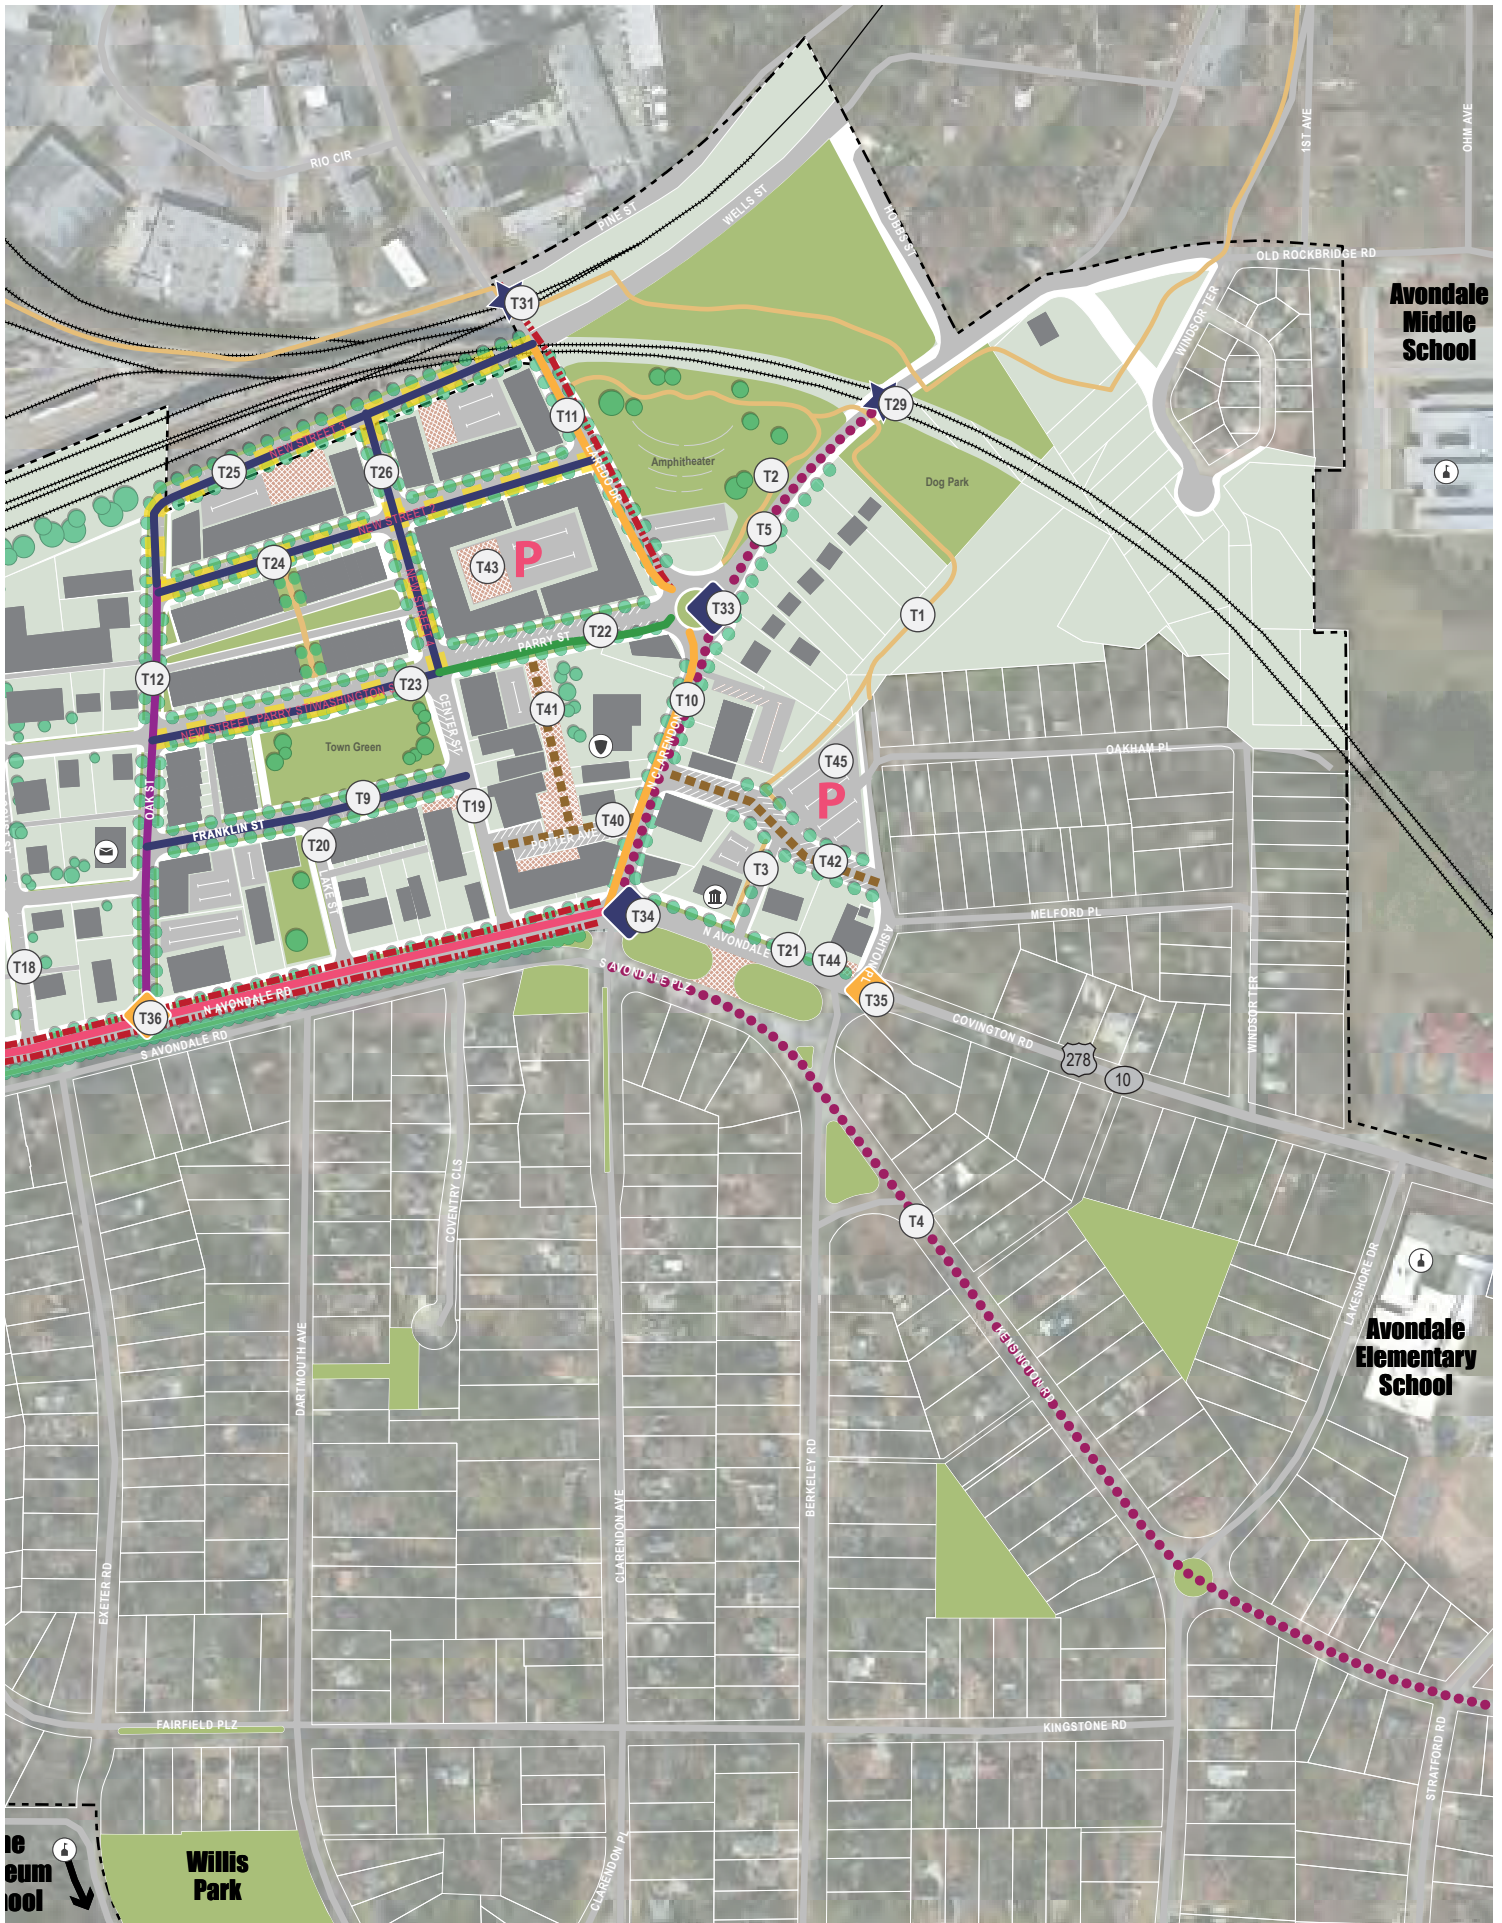 RIO CIR
PINE ST
WELLS ST
HOBBS ST
1ST AVE
OHM AVE
OLD ROCKBRIDGE RD
WINDSOR TER
Avondale
Middle
School
T31
T29
T11
T25
T26
NEW STREET
Amphitheater
T2
Dog Park
T5
NEW STREET 2
T24
T43
P
T33
T1
T22
PARRY ST
T12
T23
NEW STREET PARRY ST/WASHINGTON
T10
T41
CENTER ST
N CLARENDON
Town Green
OAKHAM PL
T45
P
OAK ST
T9
T19
T40
FRANKLIN ST
T20
POTTER AVE
T3
T42
LAKE ST
T34
MELFORD PL
N AVONDALE
T21
T44
ASHTON PL
T18
S AVONDALE PLZ
T35
T36
N AVONDALE RD
S AVONDALE RD
COVINGTON RD
278
10
WINDSOR TER
COVENTRY CLS
T4
LAKESHORE DR
Avondale
Elementary
School
DARTMOUTH AVE
KENSINGTON RD
BERKELEY RD
CLARENDON AVE
EXETER RD
FAIRFIELD PLZ
KINGSTONE RD
STRATFORD RD
CLARENDON PL
Willis
Park